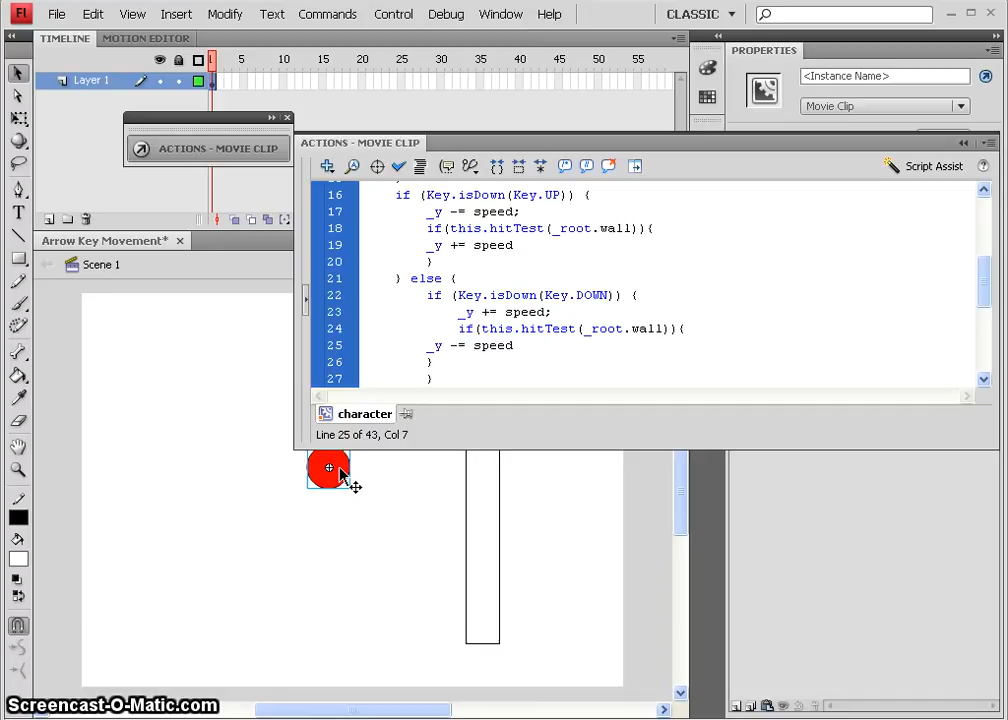 Fl File Edit View Insert Modify Text Commands Control Debug Window Help CLASSIC
TIMELINE MOTION EDITOR
1 5 10 15 20 25 30 35 40 45 50 55
Layer 1
PROPERTIES
<Instance Name>
Movie Clip
ACTIONS - MOVIE CLIP
ACTIONS - MOVIE CLIP
Script Assist
16 if (Key.isDown(Key.UP)) {
17 _y -= speed;
18 if(this.hitTest(_root.wall)){
19 _y += speed
20 }
21 } else {
22 if (Key.isDown(Key.DOWN)) {
23 _y += speed;
24 if(this.hitTest(_root.wall)){
25 _y -= speed
26 }
27 }
character
Line 25 of 43, Col 7
Arrow Key Movement*
Scene 1
Screencast-O-Matic.com